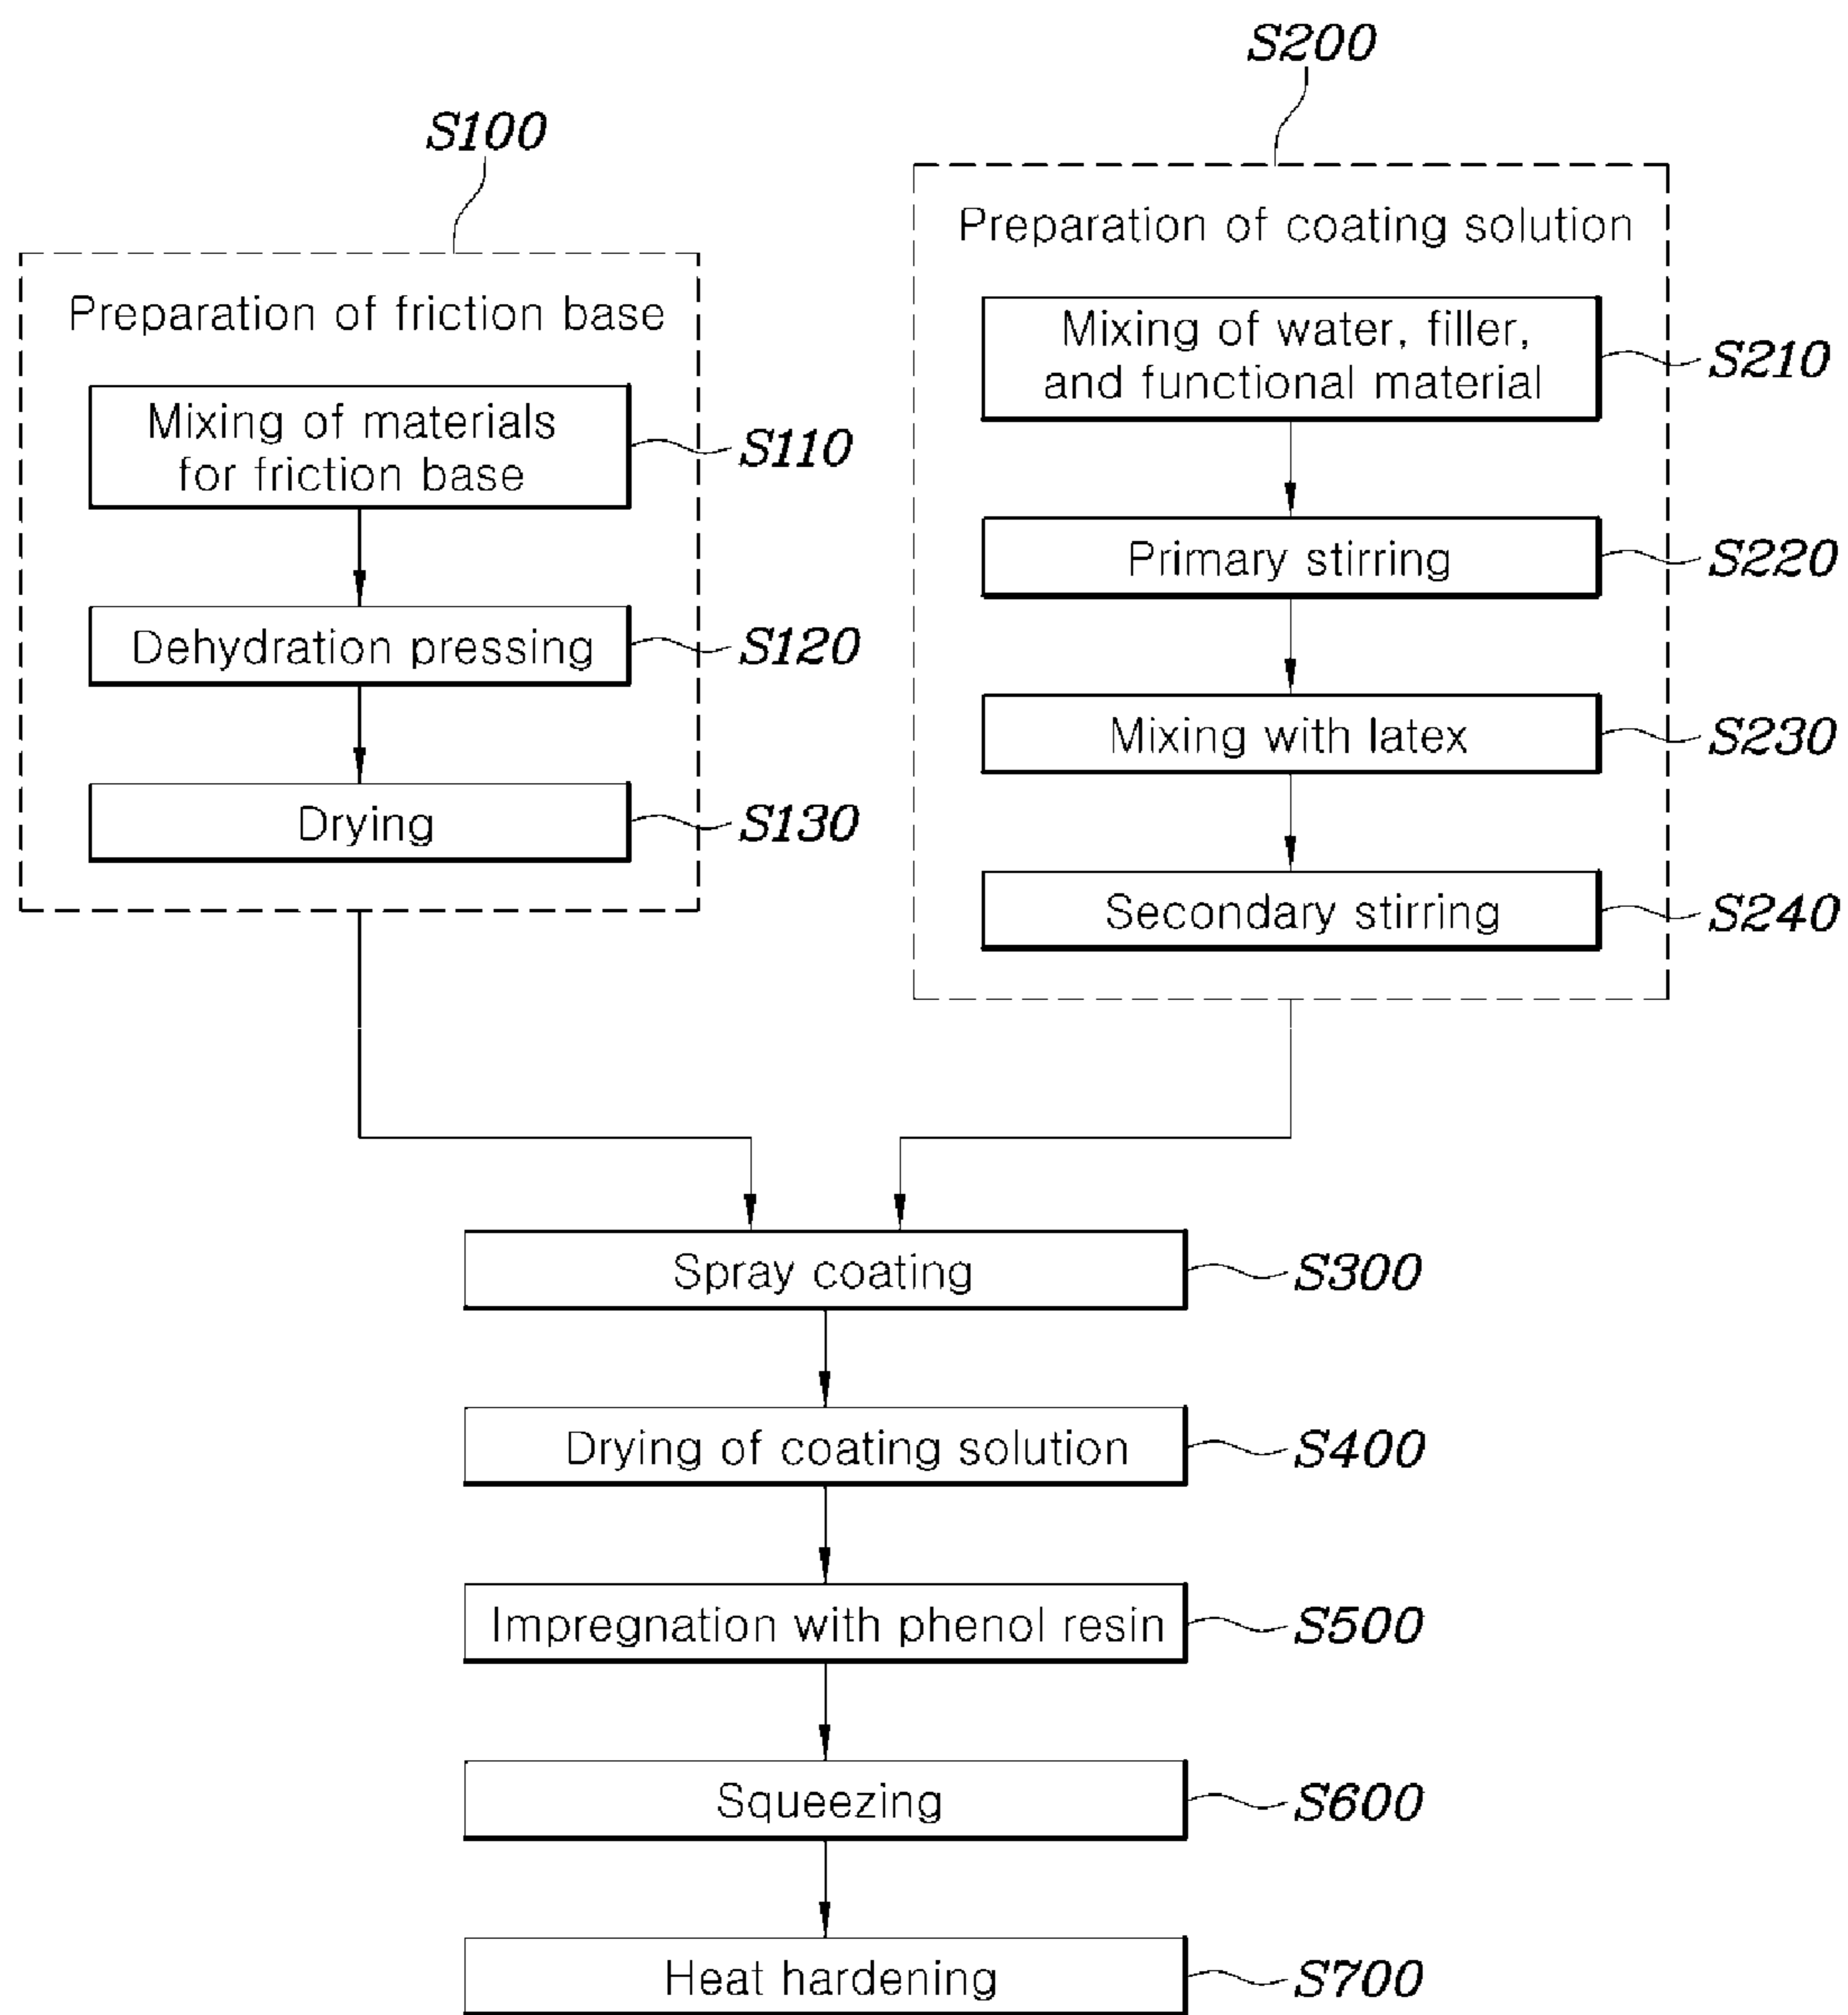 S100
Preparation of friction base
Mixing of materials
for friction base
S110
Dehydration pressing
S120
Drying
S130
S200
Preparation of coating solution
Mixing of water, filler,
and functional material
S210
Primary stirring
S220
Mixing with latex
S230
Secondary stirring
S240
Spray coating
S300
Drying of coating solution
S400
Impregnation with phenol resin
S500
Squeezing
S600
Heat hardening
S700